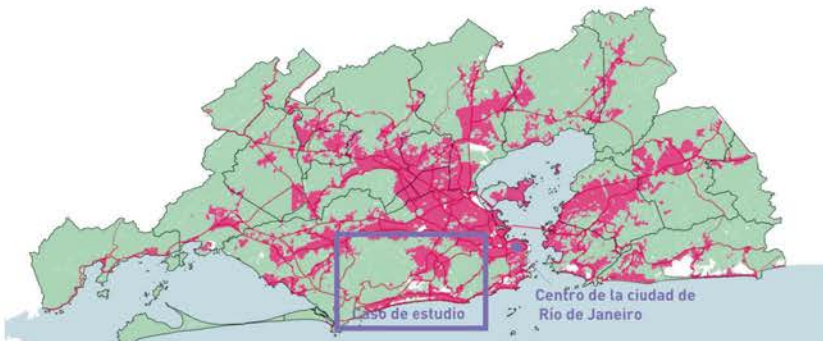 Caso de estudio
Centro de la ciudad de
Río de Janeiro